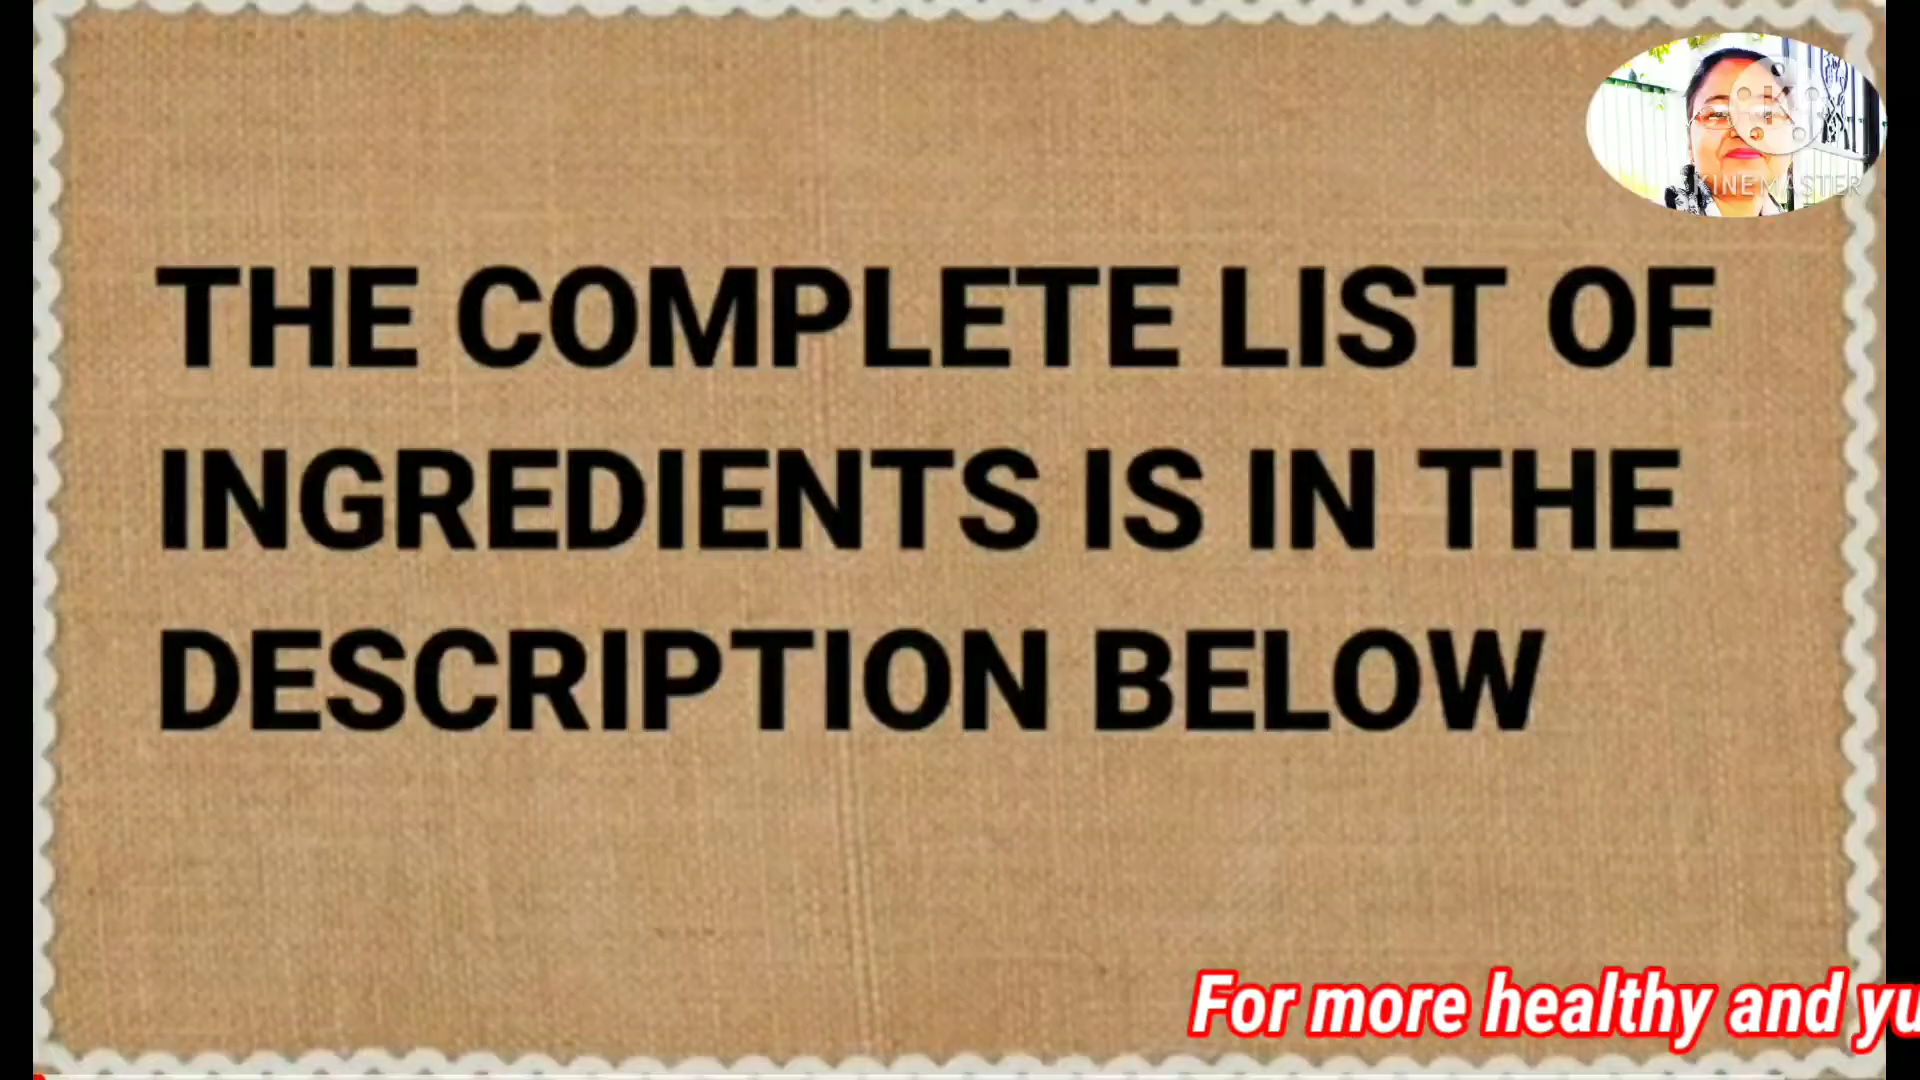 KINEMASTER
THE COMPLETE LIST OF
INGREDIENTS IS IN THE
DESCRIPTION BELOW
For more healthy and